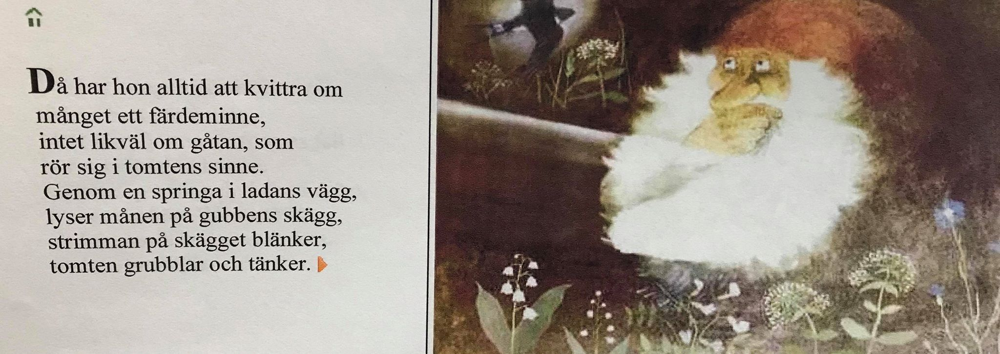 Då har hon alltid att kvittra om
månget ett färdeminne,
intet likväl om gåtan, som
rör sig i tomtens sinne.
Genom en springa i ladans vägg,
lyser månen på gubbens skägg,
strimman på skägget blänker,
tomten grubblar och tänker.